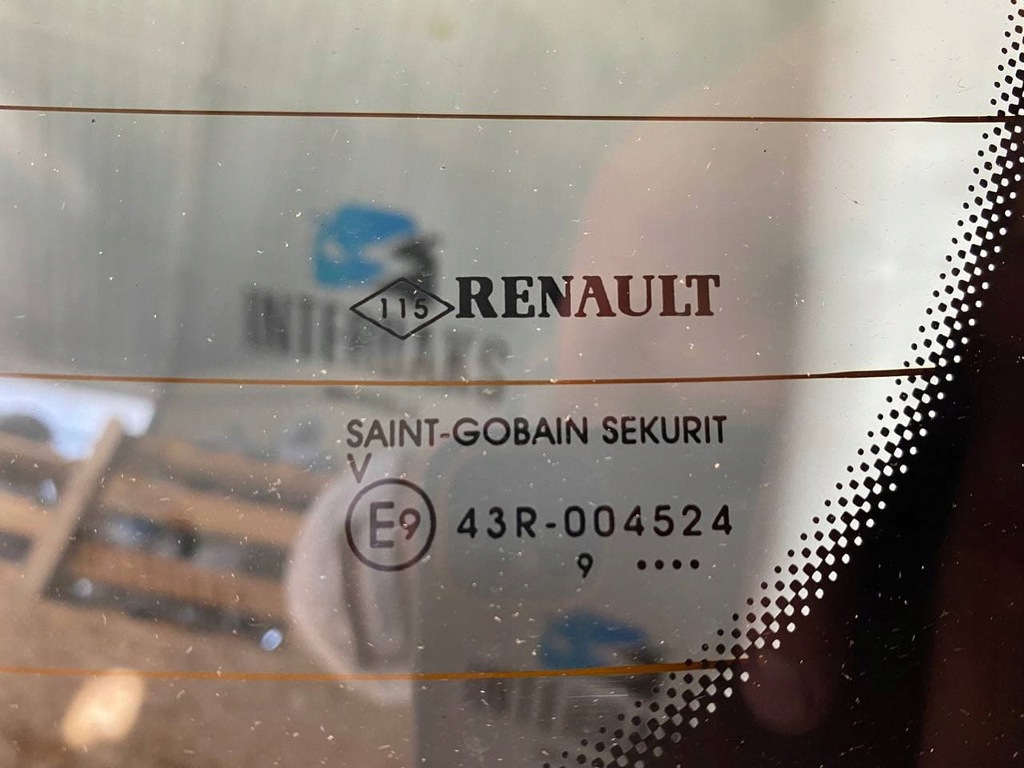 115 RENAULT
SAINT-GOBAIN SEKURIT
V
E9 43R-004524
9 ••••